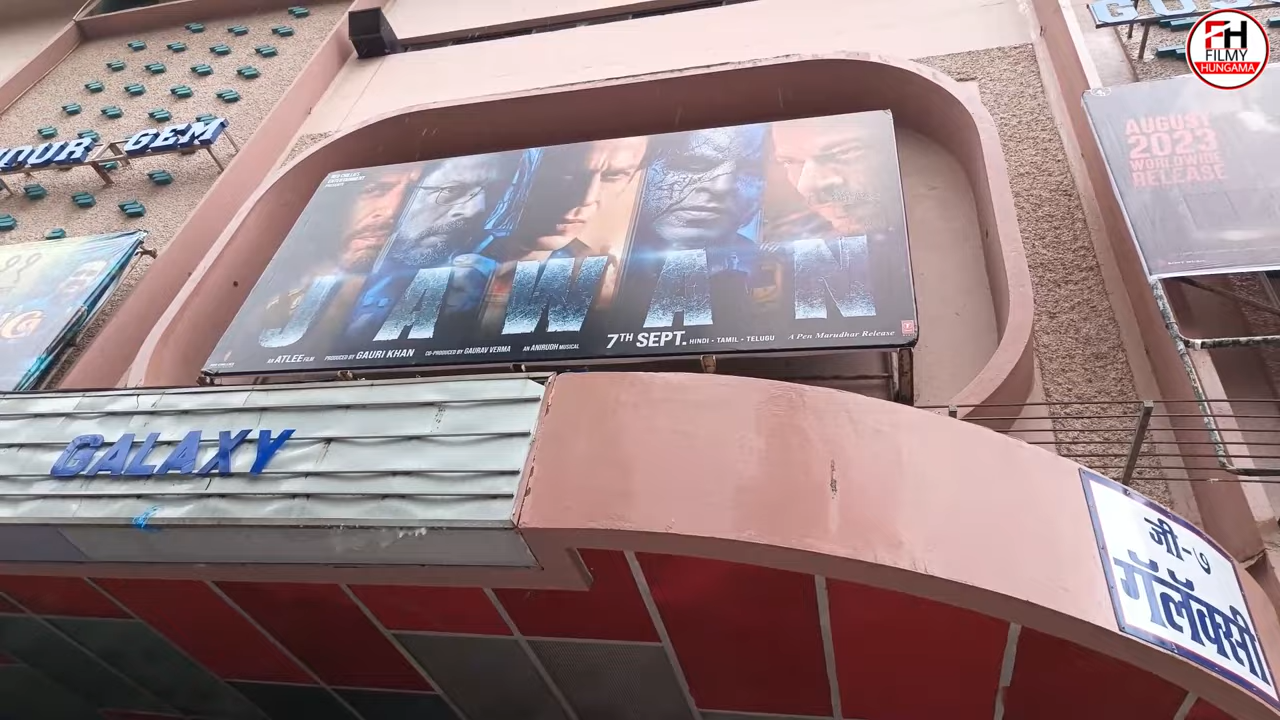 FH
FILMY
HUNGAMA
OUR GEM
AUGUST
2023
WORLDWIDE
RELEASE
JAWAN
AN ATLEE FILM PRODUCED BY GAURI KHAN CO-PRODUCED BY GAURAV VERMA AN ANIRUDH MUSICAL 7TH SEPT. HINDI • TAMIL • TELUGU A Pen Marudhar Release
GALAXY
जी-७
गॅलॅक्सी